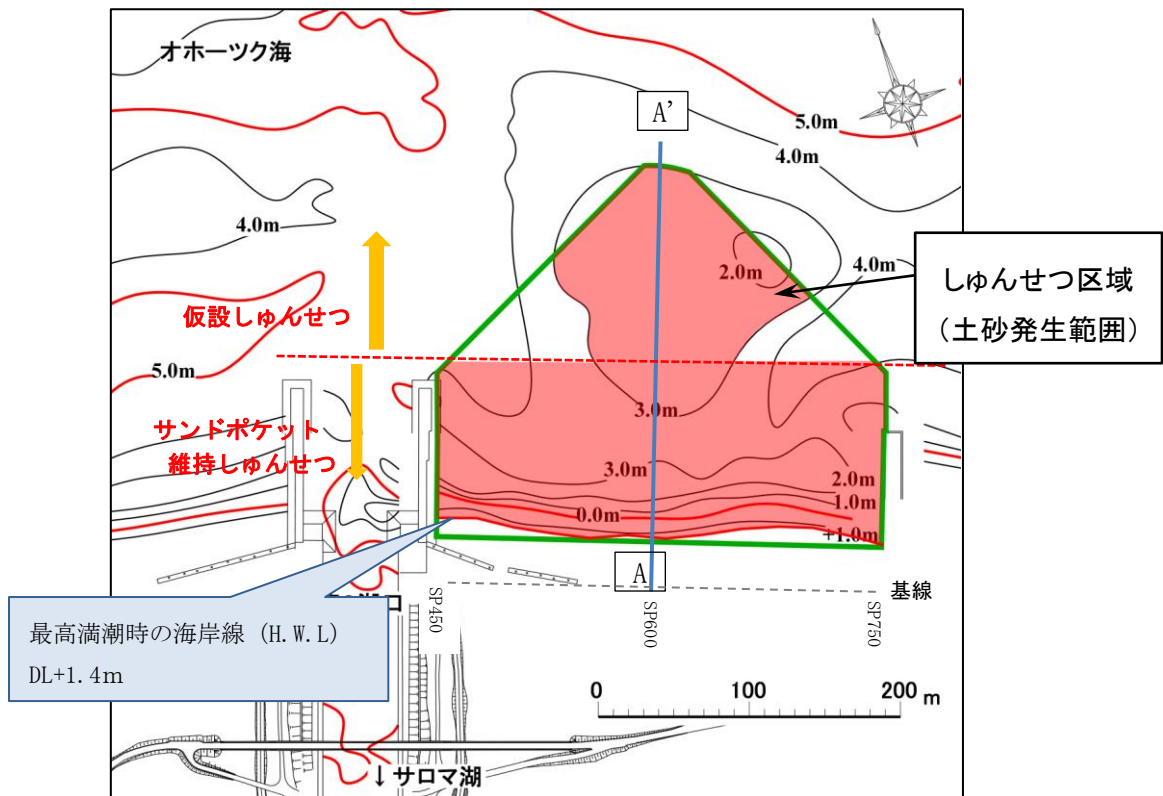 オホーツク海
A'
5.0m
4.0m
4.0m
2.0m
4.0m
しゅんせつ区域
(土砂発生範囲)
仮設しゅんせつ
5.0m
3.0m
サンドポケット
維持しゅんせつ
3.0m
2.0m
1.0m
0.0m
+1.0m
A
基線
湖口
SP450
SP600
SP750
最高満潮時の海岸線 (H.W.L)
DL+1.4m
0 100 200 m
↓サロマ湖